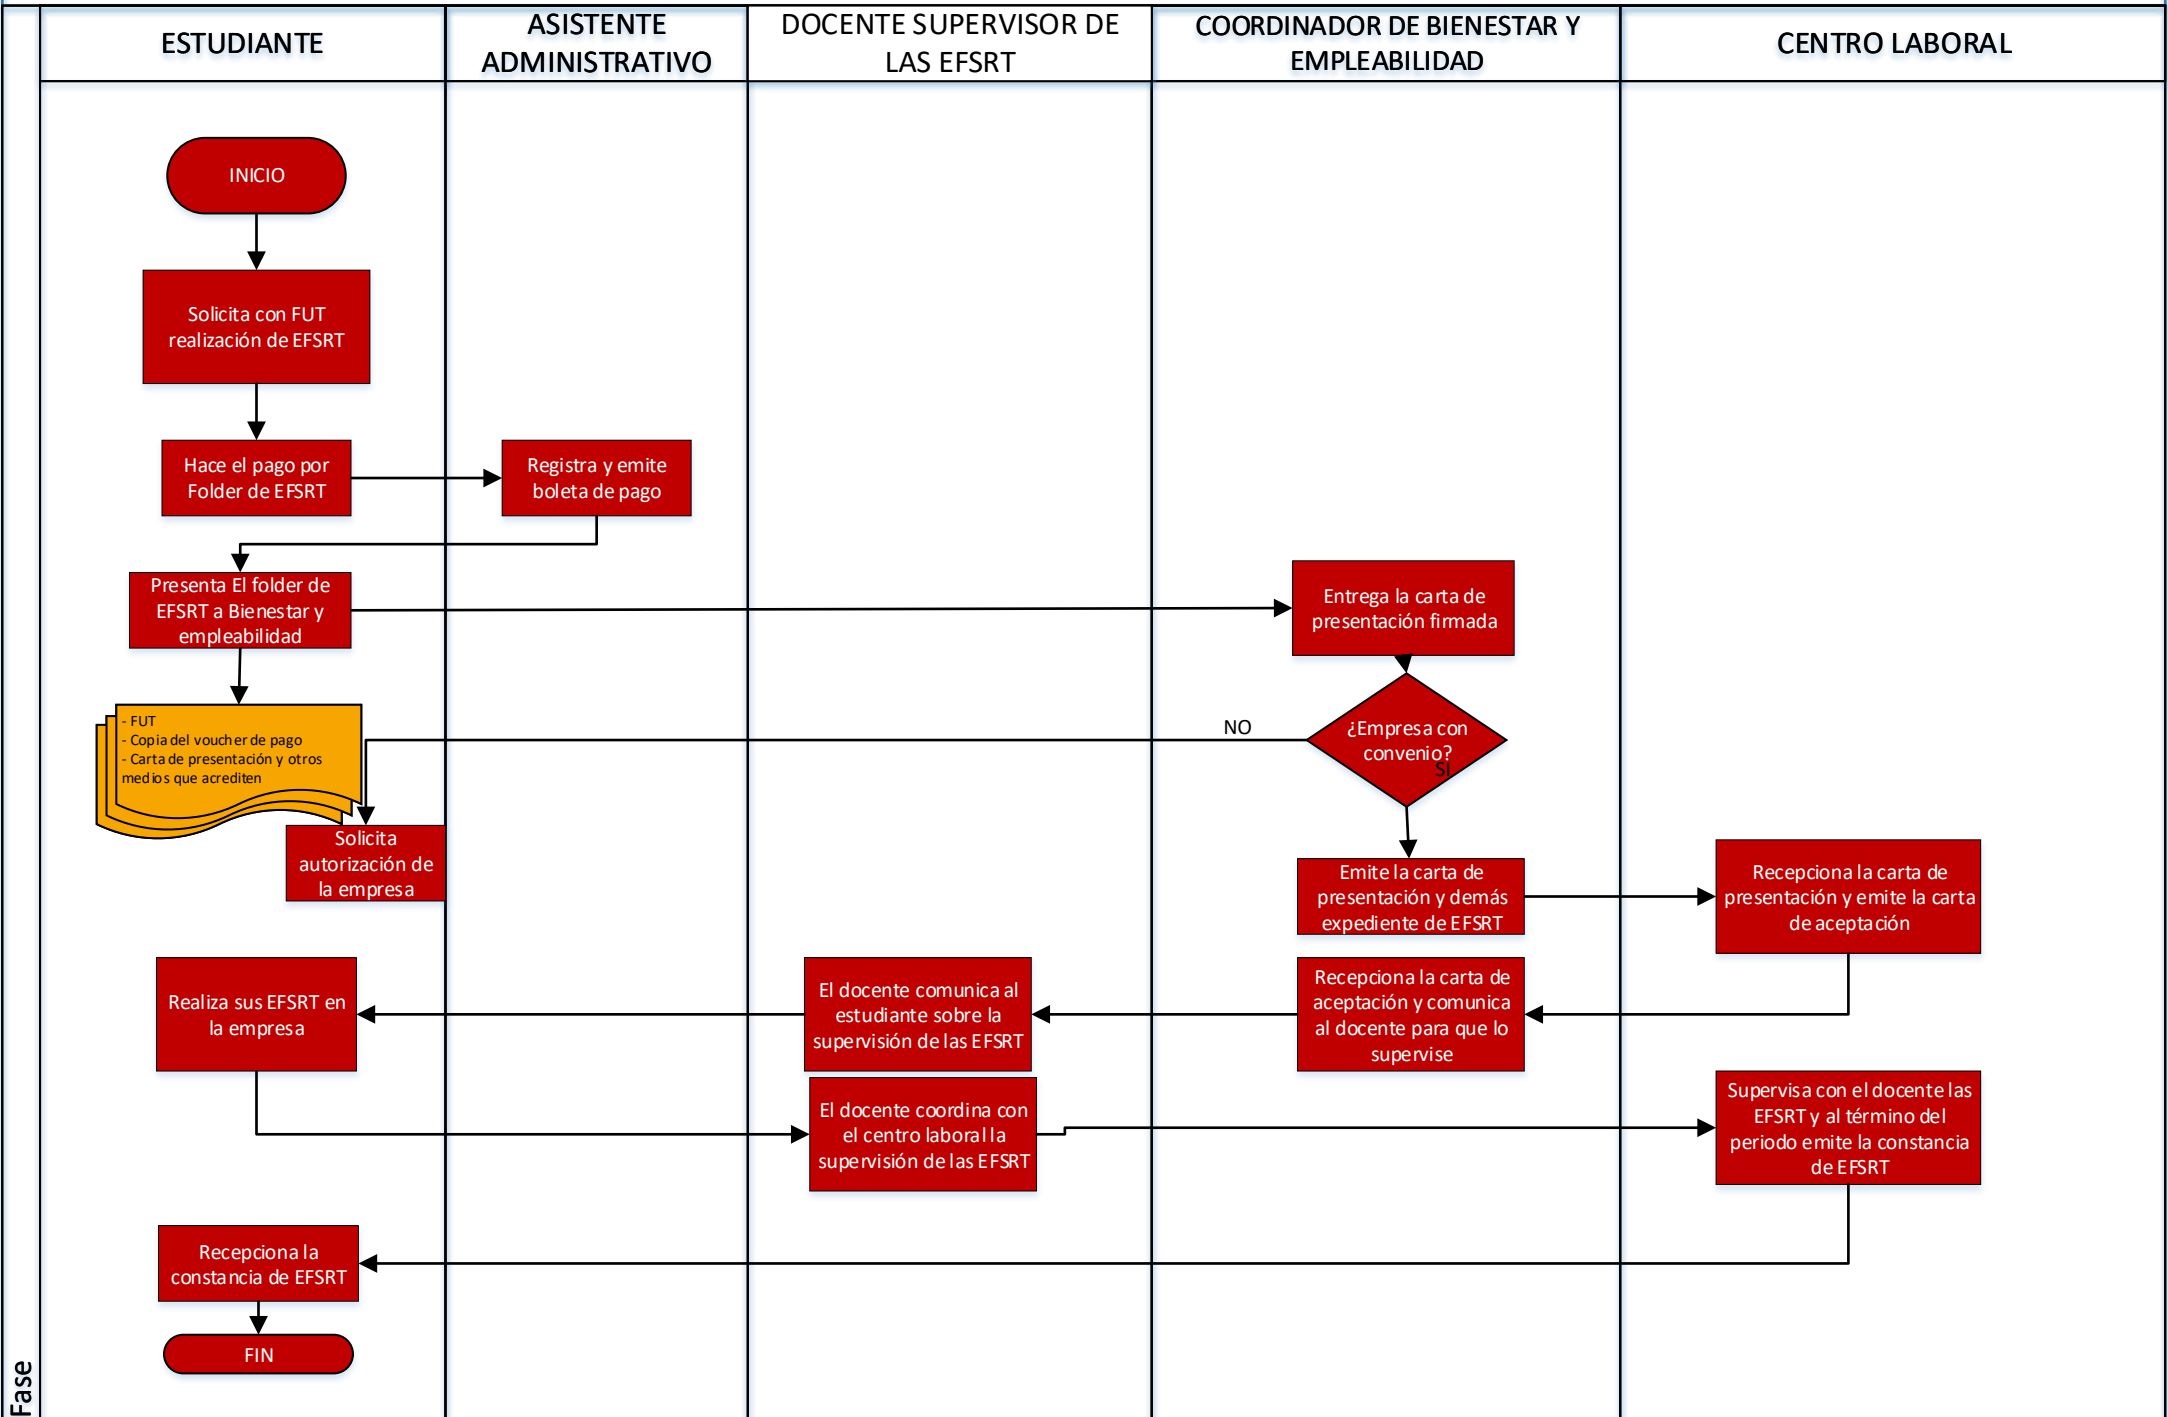 ESTUDIANTE
ASISTENTE
ADMINISTRATIVO
DOCENTE SUPERVISOR DE
LAS EFSRT
COORDINADOR DE BIENESTAR Y
EMPLEABILIDAD
CENTRO LABORAL
INICIO
Solicita con FUT
realización de EFSRT
Hace el pago por
Folder de EFSRT
Registra y emite
boleta de pago
Presenta El folder de
EFSRT a Bienestar y
empleabilidad
Entrega la carta de
presentación firmada
- FUT
- Copia del voucher de pago
- Carta de presentación y otros
medios que acrediten
NO
¿Empresa con
convenio?
SI
Solicita
autorización de
la empresa
Emite la carta de
presentación y demás
expediente de EFSRT
Recepciona la carta de
presentación y emite la carta
de aceptación
Realiza sus EFSRT en
la empresa
El docente comunica al
estudiante sobre la
supervisión de las EFSRT
Recepciona la carta de
aceptación y comunica
al docente para que lo
supervise
El docente coordina con
el centro laboral la
supervisión de las EFSRT
Supervisa con el docente las
EFSRT y al término del
periodo emite la constancia
de EFSRT
Recepciona la
constancia de EFSRT
FIN
Fase